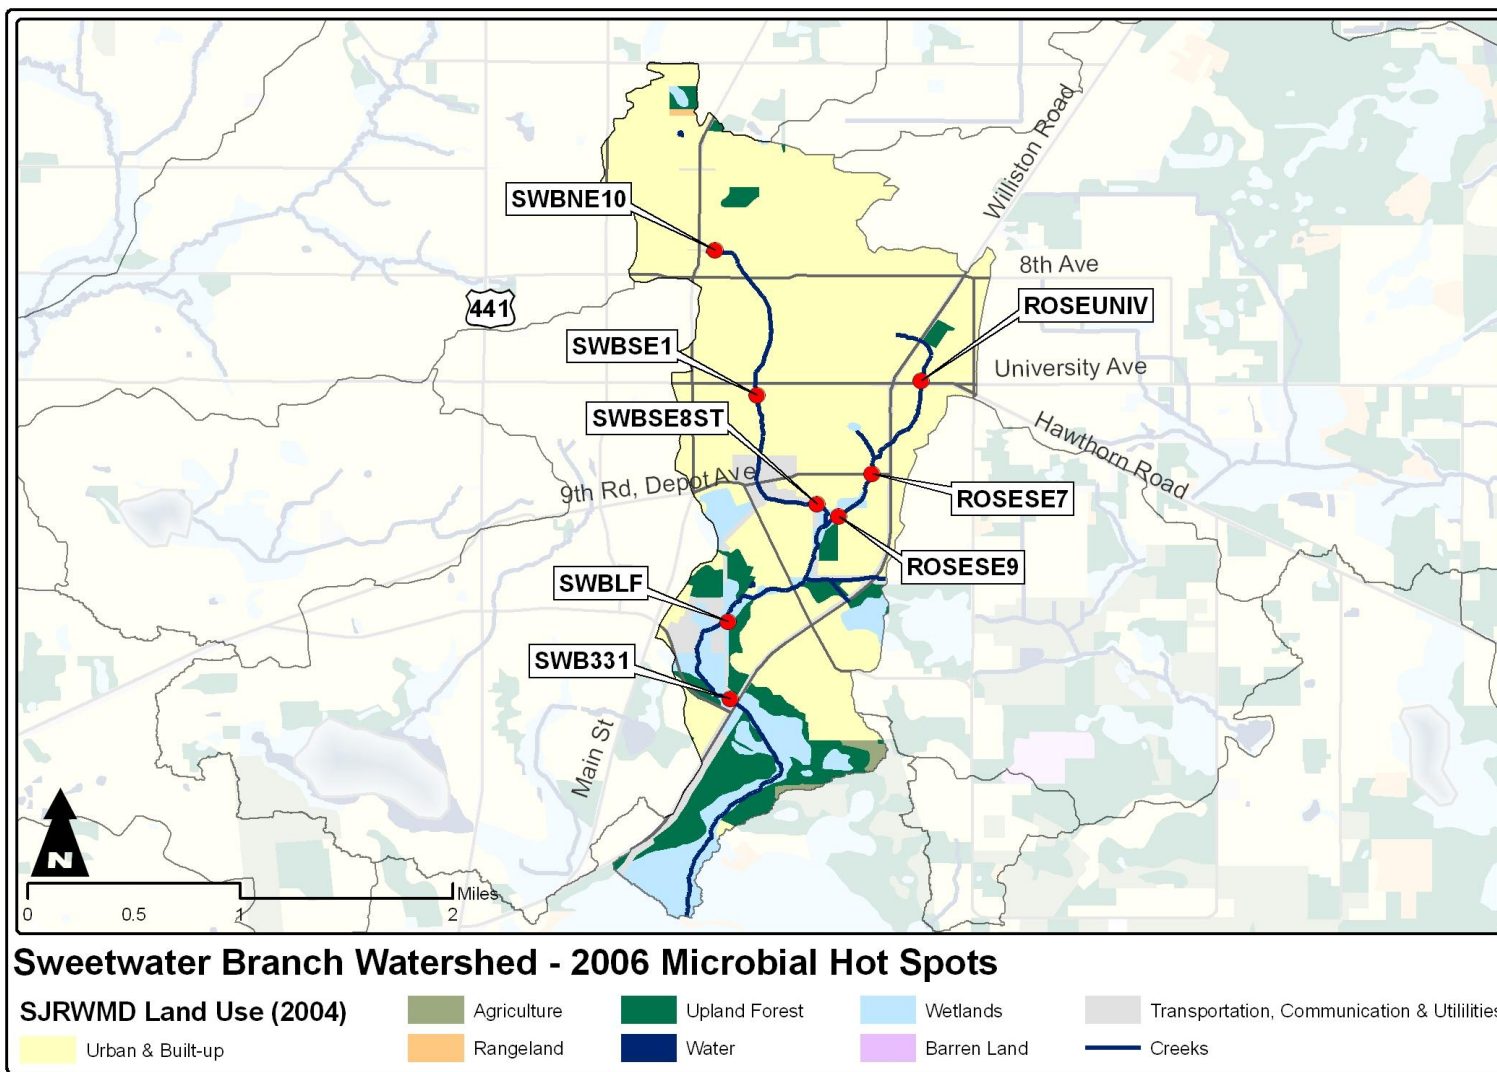 Williston Road
SWBNE10
8th Ave
441
ROSEUNIV
SWBSE1
University Ave
SWBSE8ST
Hawthorn Road
9th Rd, Depot Ave
ROSESE7
ROSESE9
SWBLF
SWB331
Main St
N
Miles
0 0.5 1 2
Sweetwater Branch Watershed - 2006 Microbial Hot Spots
SJRWMD Land Use (2004)
Urban & Built-up
Agriculture
Rangeland
Upland Forest
Water
Wetlands
Barren Land
Transportation, Communication & Utililities
Creeks